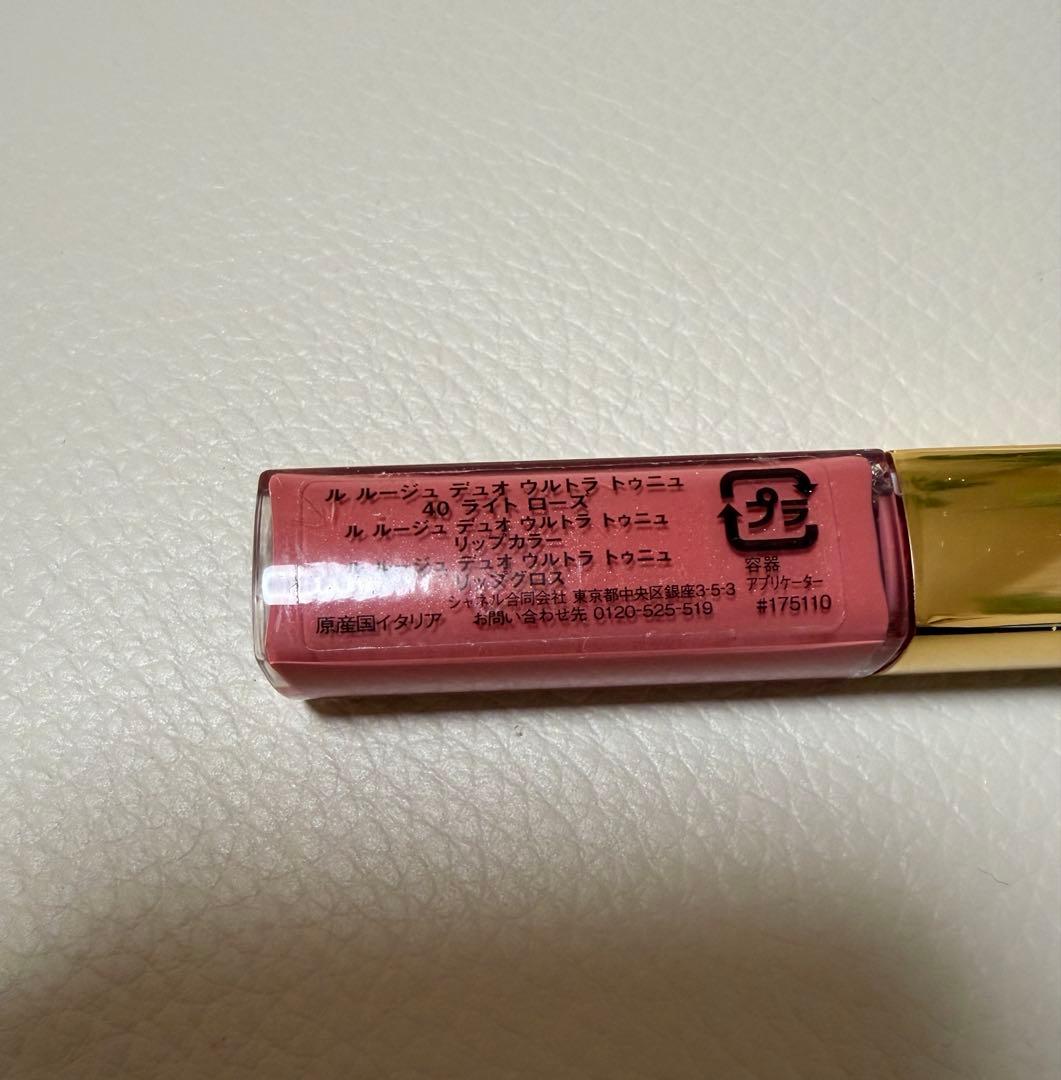 ル ルージュ デュオ ウルトラ トゥニュ
40 ライト ローズ
ル ルージュ デュオ ウルトラ トゥニュ
リップカラー
ル ルージュ デュオ ウルトラ トゥニュ
リップグロス
シャネル合同会社 東京都中央区銀座3-5-3
原産国イタリア お問い合わせ先 0120-525-519
プラ
容器
アプリケーター
#175110